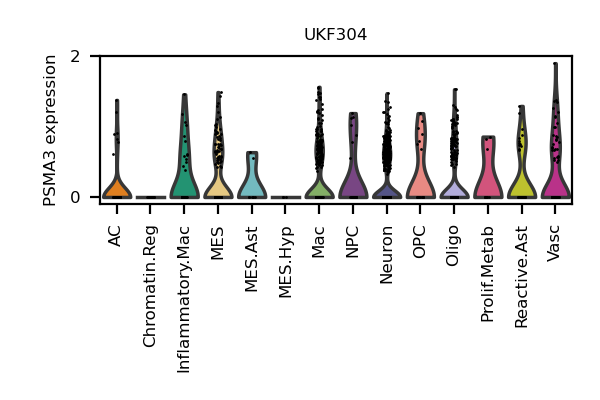 UKF304
PSMA3 expression
2
0
AC
Chromatin.Reg
Inflammatory.Mac
MES
MES.Ast
MES.Hyp
Mac
NPC
Neuron
OPC
Oligo
Prolif.Metab
Reactive.Ast
Vasc